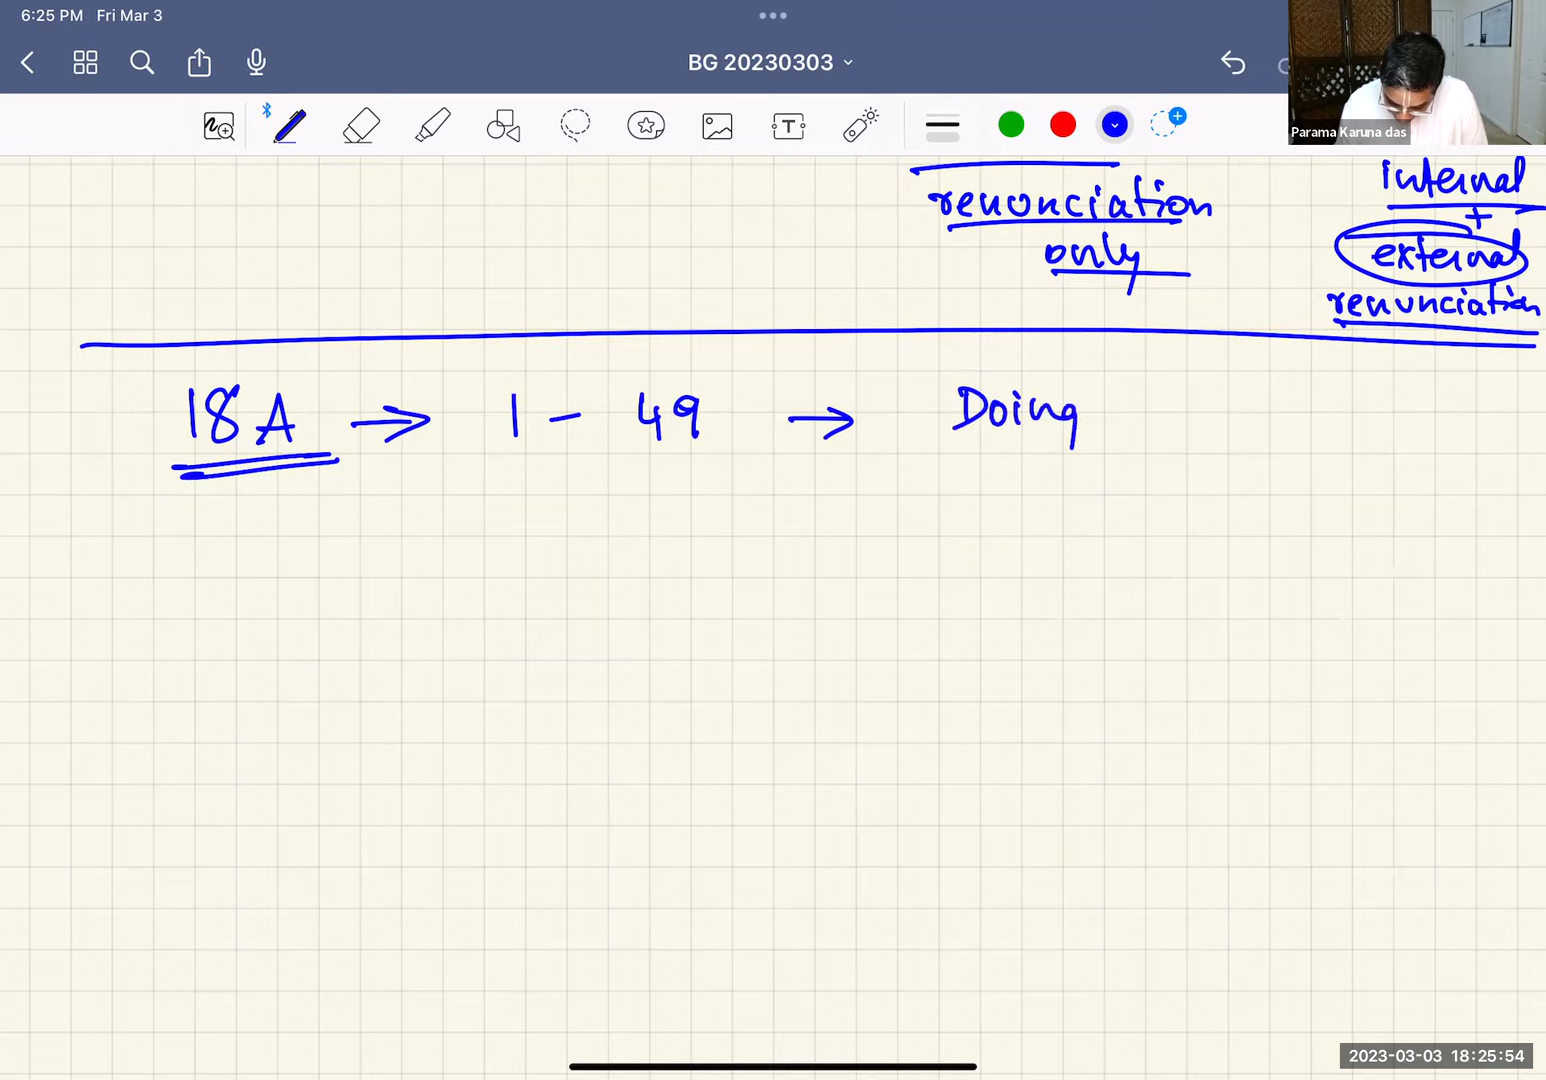 6:25 PM Fri Mar 3
BG 20230303
T
Parama Karuna das
renonciation
only
internal
+
external
renunciation
18A → 1 - 49 → Doing
2023-03-03 18:25:54